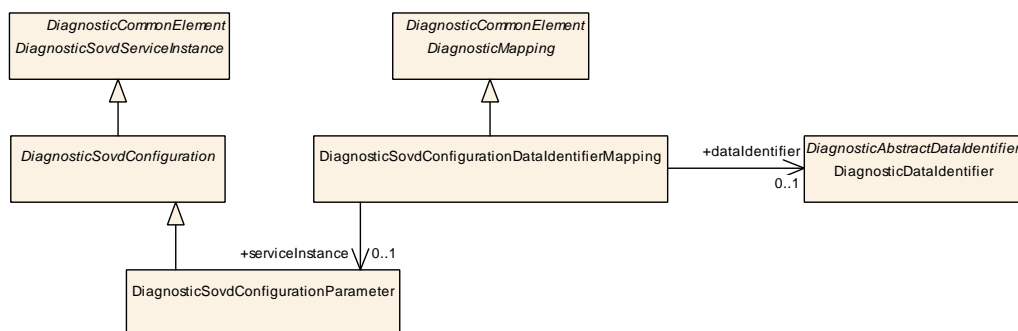 DiagnosticCommonElement
DiagnosticSovdServiceInstance
DiagnosticCommonElement
DiagnosticMapping
DiagnosticSovdConfiguration
DiagnosticSovdConfigurationDataIdentifierMapping
+dataIdentifier
0..1
DiagnosticAbstractDataIdentifier
DiagnosticDataIdentifier
+serviceInstance
0..1
DiagnosticSovdConfigurationParameter